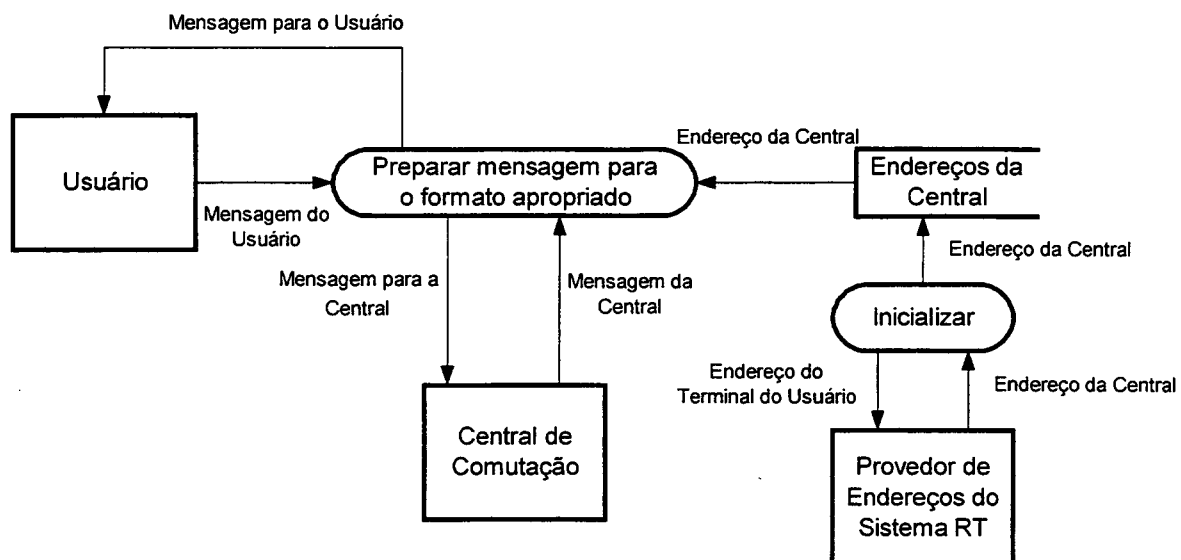 Mensagem para o Usuário
Usuário
Mensagem do
Usuário
Preparar mensagem para
o formato apropriado
Endereço da Central
Endereços da
Central
Endereço da Central
Mensagem para a
Central
Mensagem da
Central
Inicializar
Endereço do
Terminal do Usuário
Endereço da Central
Central de
Comutação
Provedor de
Endereços do
Sistema RT